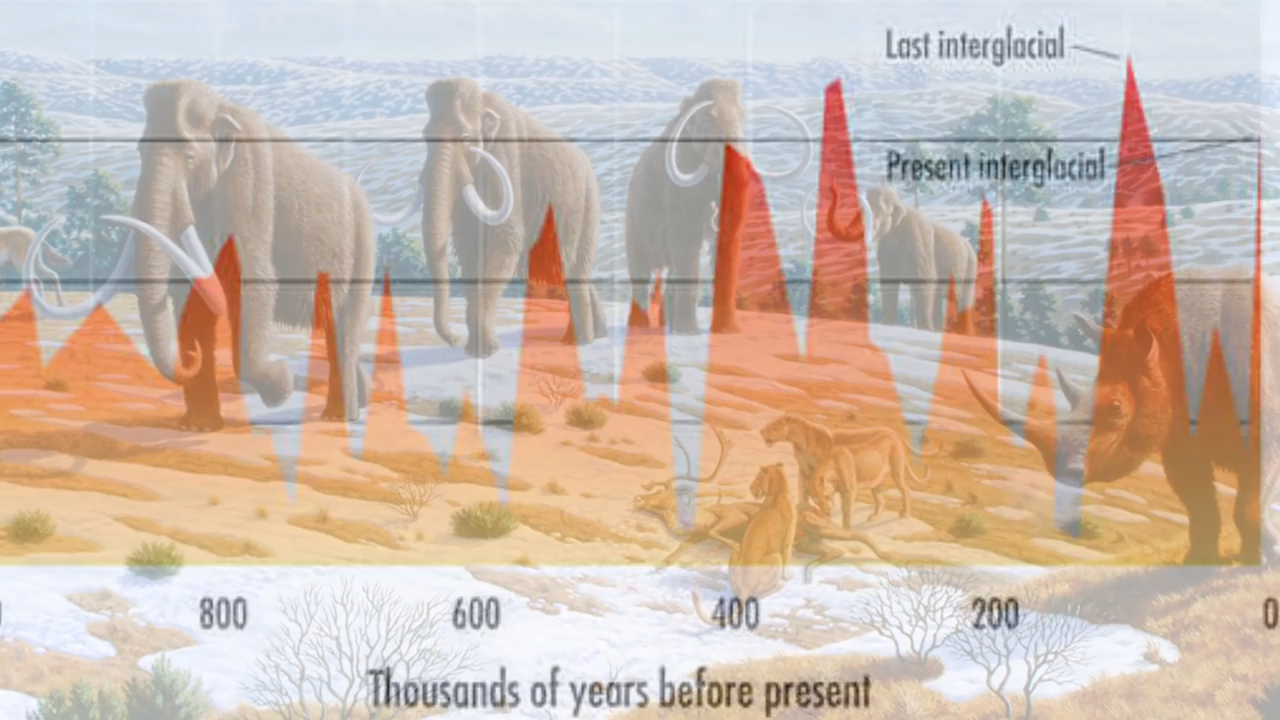 Last interglacial
Present interglacial
800 600 400 200 0
Thousands of years before present